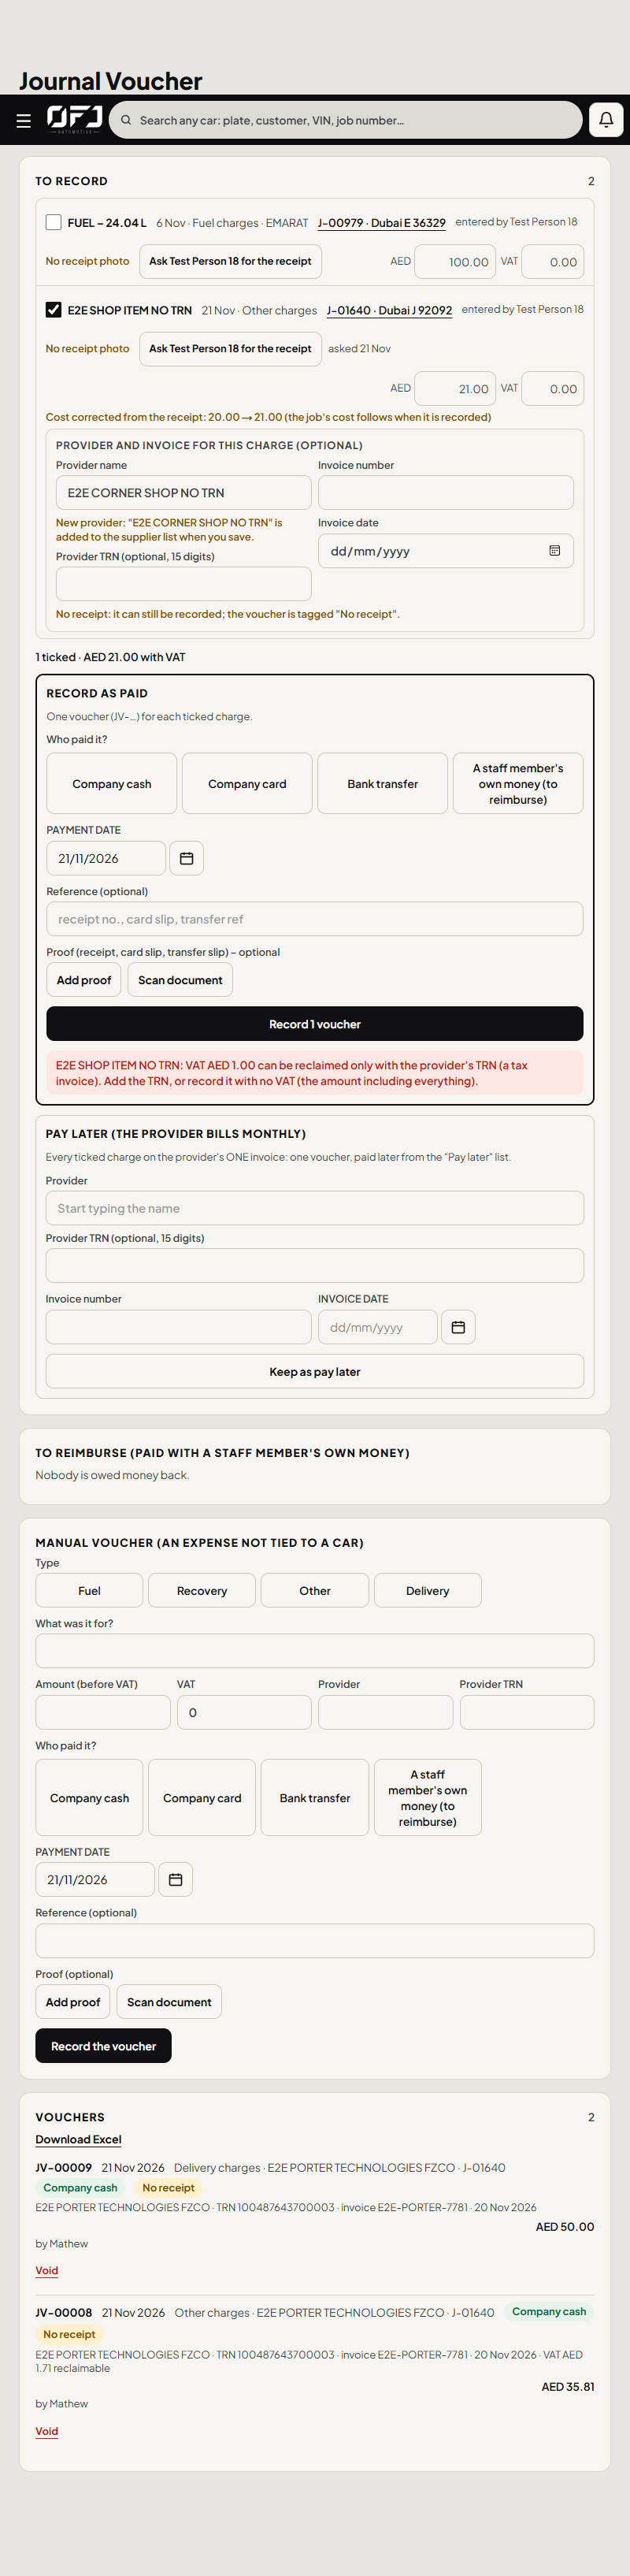 Journal Voucher
OFJ
AUTOMOTIVE
Search any car: plate, customer, VIN, job number...
TO RECORD 2
FUEL – 24.04 L 6 Nov · Fuel charges · EMARAT J-00979 · Dubai E 36329 entered by Test Person 18
No receipt photo Ask Test Person 18 for the receipt AED 100.00 VAT 0.00
E2E SHOP ITEM NO TRN 21 Nov · Other charges J-01640 · Dubai J 92092 entered by Test Person 18
No receipt photo Ask Test Person 18 for the receipt asked 21 Nov
AED 21.00 VAT 0.00
Cost corrected from the receipt: 20.00 → 21.00 (the job's cost follows when it is recorded)
PROVIDER AND INVOICE FOR THIS CHARGE (OPTIONAL)
Provider name Invoice number
E2E CORNER SHOP NO TRN
New provider: "E2E CORNER SHOP NO TRN" is
added to the supplier list when you save.
Invoice date
dd/mm/yyyy
Provider TRN (optional, 15 digits)
No receipt: it can still be recorded; the voucher is tagged "No receipt".
1 ticked · AED 21.00 with VAT
RECORD AS PAID
One voucher (JV-...) for each ticked charge.
Who paid it?
Company cash Company card Bank transfer A staff member's
own money (to
reimburse)
PAYMENT DATE
21/11/2026
Reference (optional)
receipt no., card slip, transfer ref
Proof (receipt, card slip, transfer slip) – optional
Add proof Scan document
Record 1 voucher
E2E SHOP ITEM NO TRN: VAT AED 1.00 can be reclaimed only with the provider's TRN (a tax
invoice). Add the TRN, or record it with no VAT (the amount including everything).
PAY LATER (THE PROVIDER BILLS MONTHLY)
Every ticked charge on the provider's ONE invoice: one voucher, paid later from the "Pay later" list.
Provider
Start typing the name
Provider TRN (optional, 15 digits)
Invoice number INVOICE DATE
dd/mm/yyyy
Keep as pay later
TO REIMBURSE (PAID WITH A STAFF MEMBER'S OWN MONEY)
Nobody is owed money back.
MANUAL VOUCHER (AN EXPENSE NOT TIED TO A CAR)
Type
Fuel Recovery Other Delivery
What was it for?
Amount (before VAT) VAT Provider Provider TRN
0
Who paid it?
Company cash Company card Bank transfer A staff
member's own
money (to
reimburse)
PAYMENT DATE
21/11/2026
Reference (optional)
Proof (optional)
Add proof Scan document
Record the voucher
VOUCHERS 2
Download Excel
JV-00009 21 Nov 2026 Delivery charges · E2E PORTER TECHNOLOGIES FZCO · J-01640
Company cash No receipt
E2E PORTER TECHNOLOGIES FZCO · TRN 100487643700003 · invoice E2E-PORTER-7781 · 20 Nov 2026
AED 50.00
by Mathew
Void
JV-00008 21 Nov 2026 Other charges · E2E PORTER TECHNOLOGIES FZCO · J-01640 Company cash
No receipt
E2E PORTER TECHNOLOGIES FZCO · TRN 100487643700003 · invoice E2E-PORTER-7781 · 20 Nov 2026 · VAT AED
1.71 reclaimable
AED 35.81
by Mathew
Void